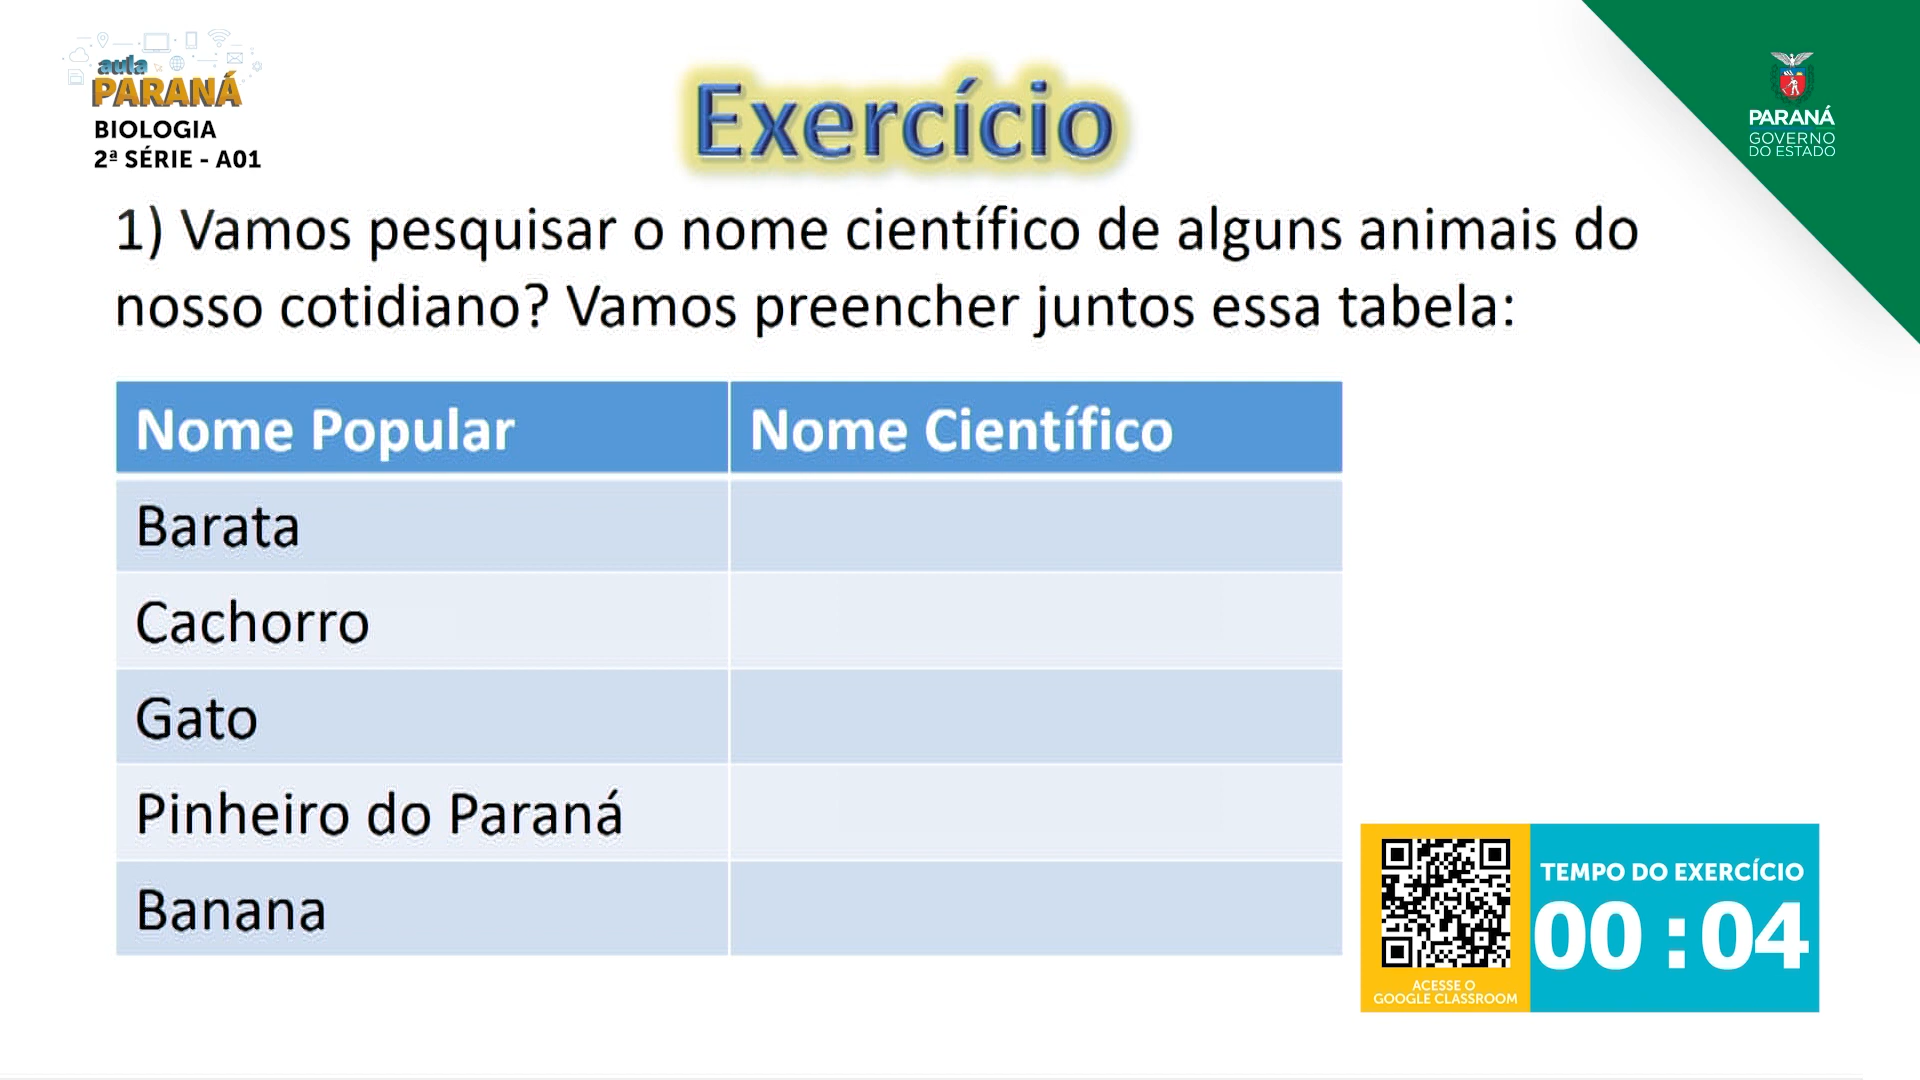 aula
PARANÁ
BIOLOGIA
2ª SÉRIE - A01
Exercício
PARANÁ
GOVERNO
DO ESTADO
1) Vamos pesquisar o nome científico de alguns animais do
nosso cotidiano? Vamos preencher juntos essa tabela:
Nome Popular
Nome Científico
Barata
Cachorro
Gato
Pinheiro do Paraná
Banana
TEMPO DO EXERCÍCIO
00 : 04
ACESSE O
GOOGLE CLASSROOM